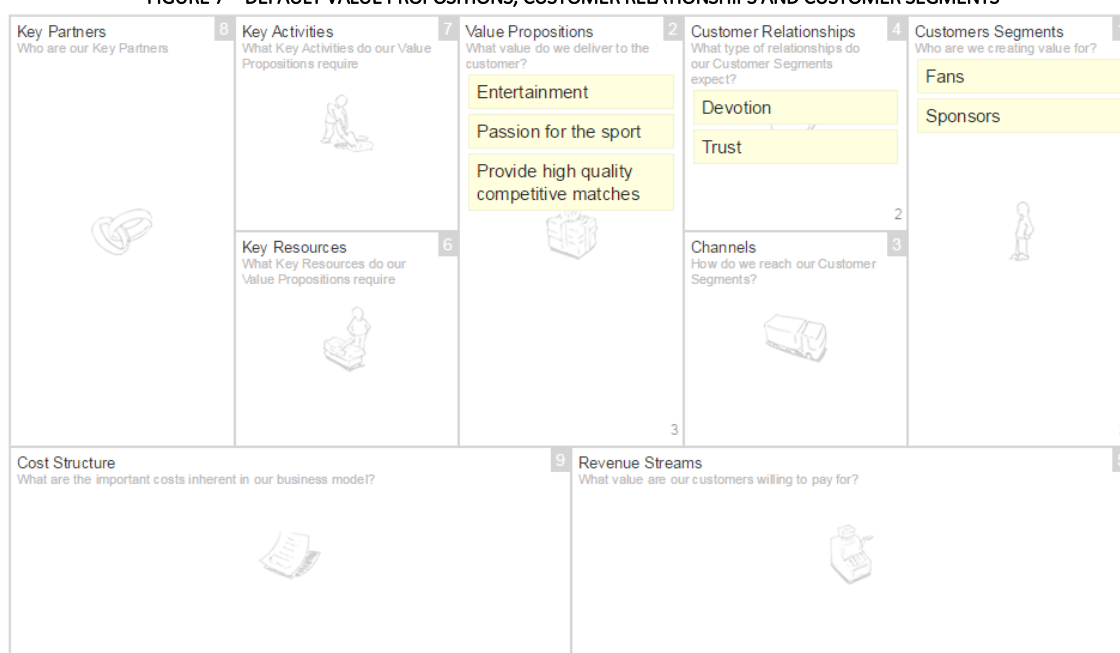 FIGURE 7 – DEFAULT VALUE PROPOSITIONS, CUSTOMER RELATIONSHIPS AND CUSTOMER SEGMENTS
Key Partners
8
Who are our Key Partners
Key Activities
7
What Key Activities do our Value
Propositions require
Key Resources
6
What Key Resources do our
Value Propositions require
Value Propositions
2
What value do we deliver to the
customer?
Entertainment
Passion for the sport
Provide high quality
competitive matches
3
Customer Relationships
4
What type of relationships do
our Customer Segments
expect?
Devotion
Trust
2
Channels
3
How do we reach our Customer
Segments?
Customers Segments
Who are we creating value for?
Fans
Sponsors
Cost Structure
9
What are the important costs inherent in our business model?
Revenue Streams
5
What value are our customers willing to pay for?